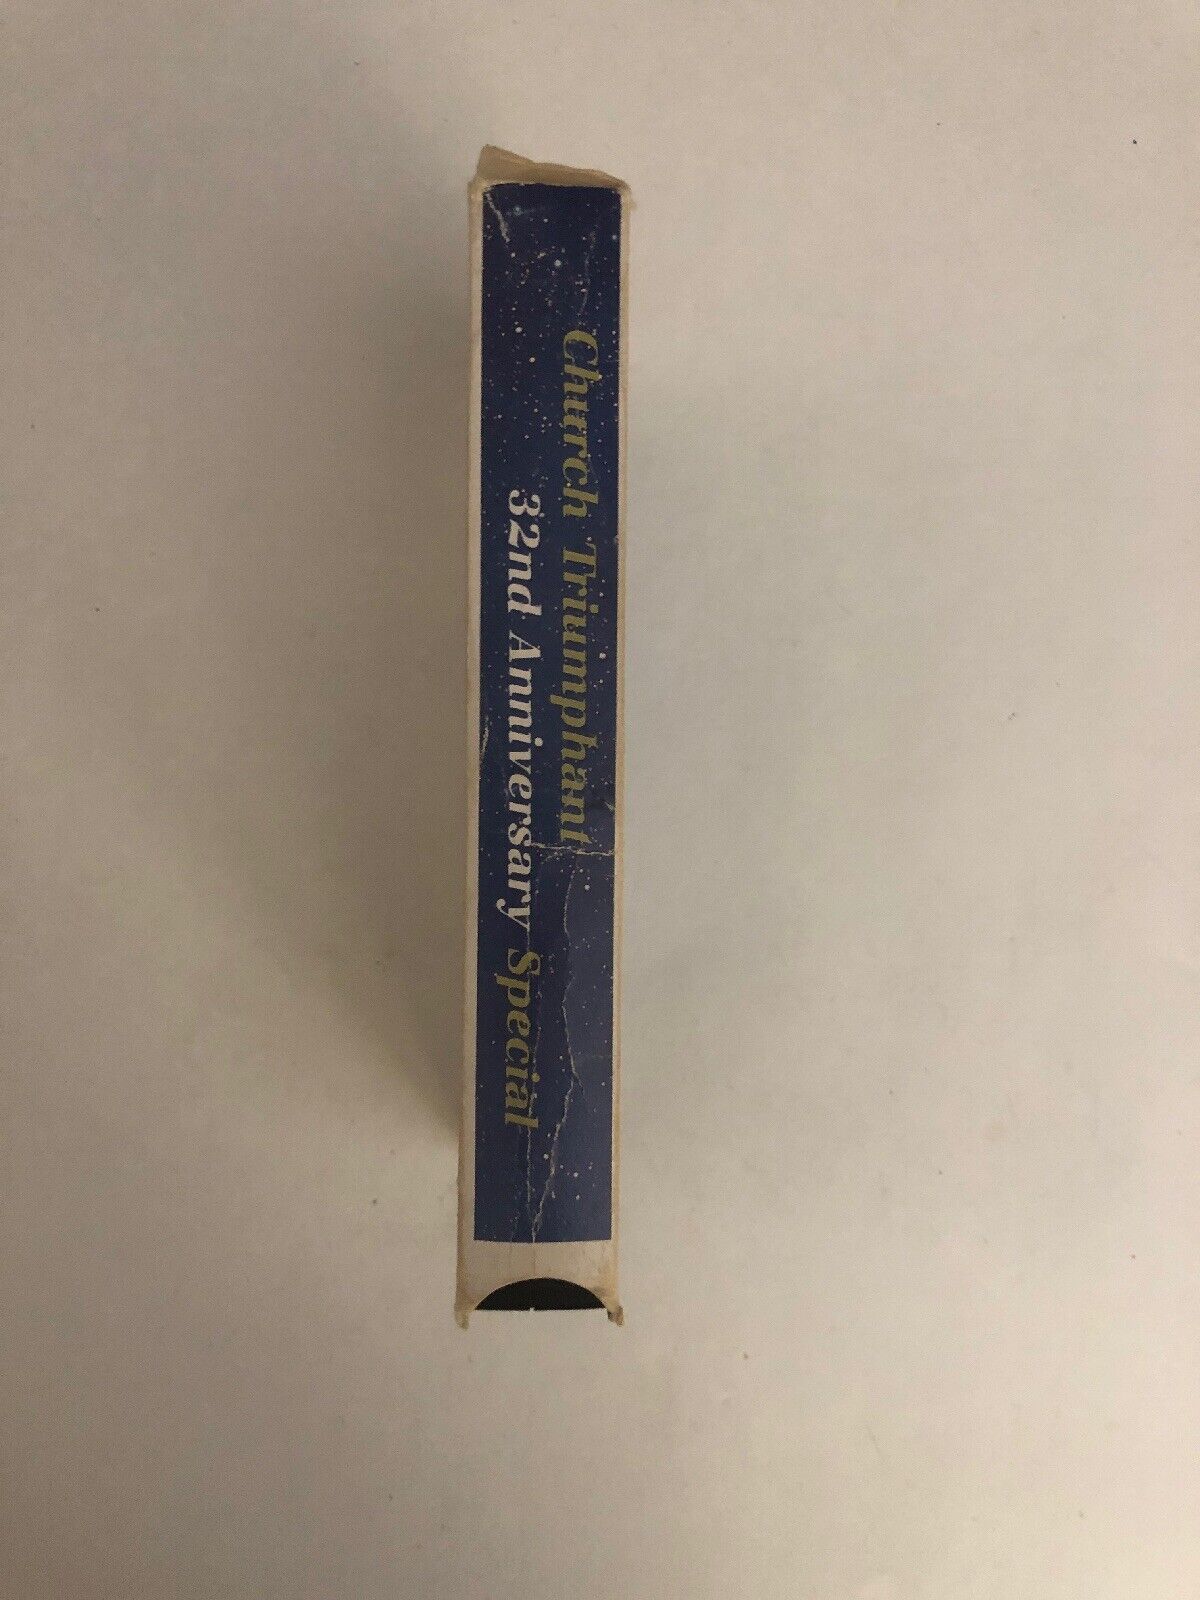 Church Triumphant
32nd Anniversary Special